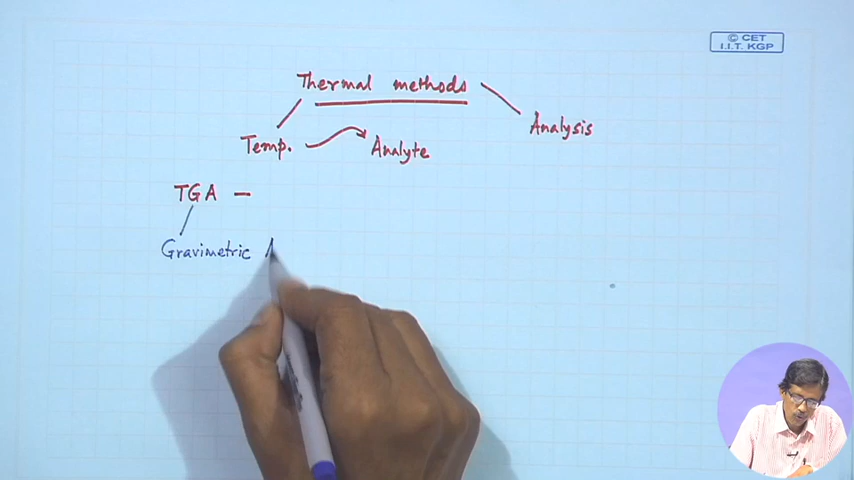 © CET
I.I.T. KGP
Thermal methods
Analysis
Temp. Analyte
TGA –
Gravimetric A